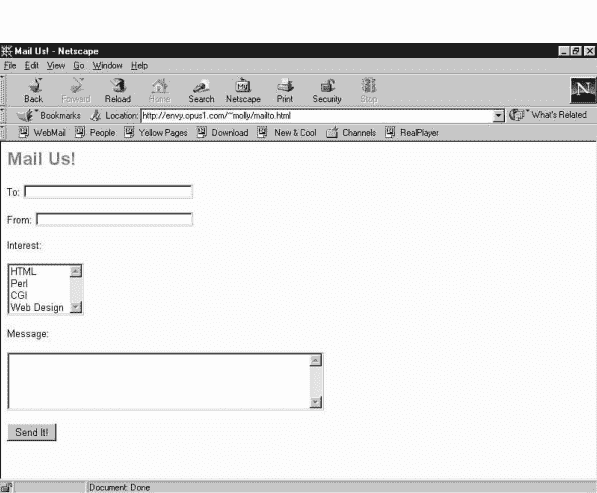 Mail Us! - Netscape
File Edit View Go Window Help
Back Forward Reload Home Search Netscape Print Security Stop
N
Bookmarks Location: http://envy.opus1.com/~molly/mailto.html What's Related
WebMail People Yellow Pages Download New & Cool Channels RealPlayer
Mail Us!
To:
From:
Interest:
HTML
Perl
CGI
Web Design
Message:
Send It!
Document: Done